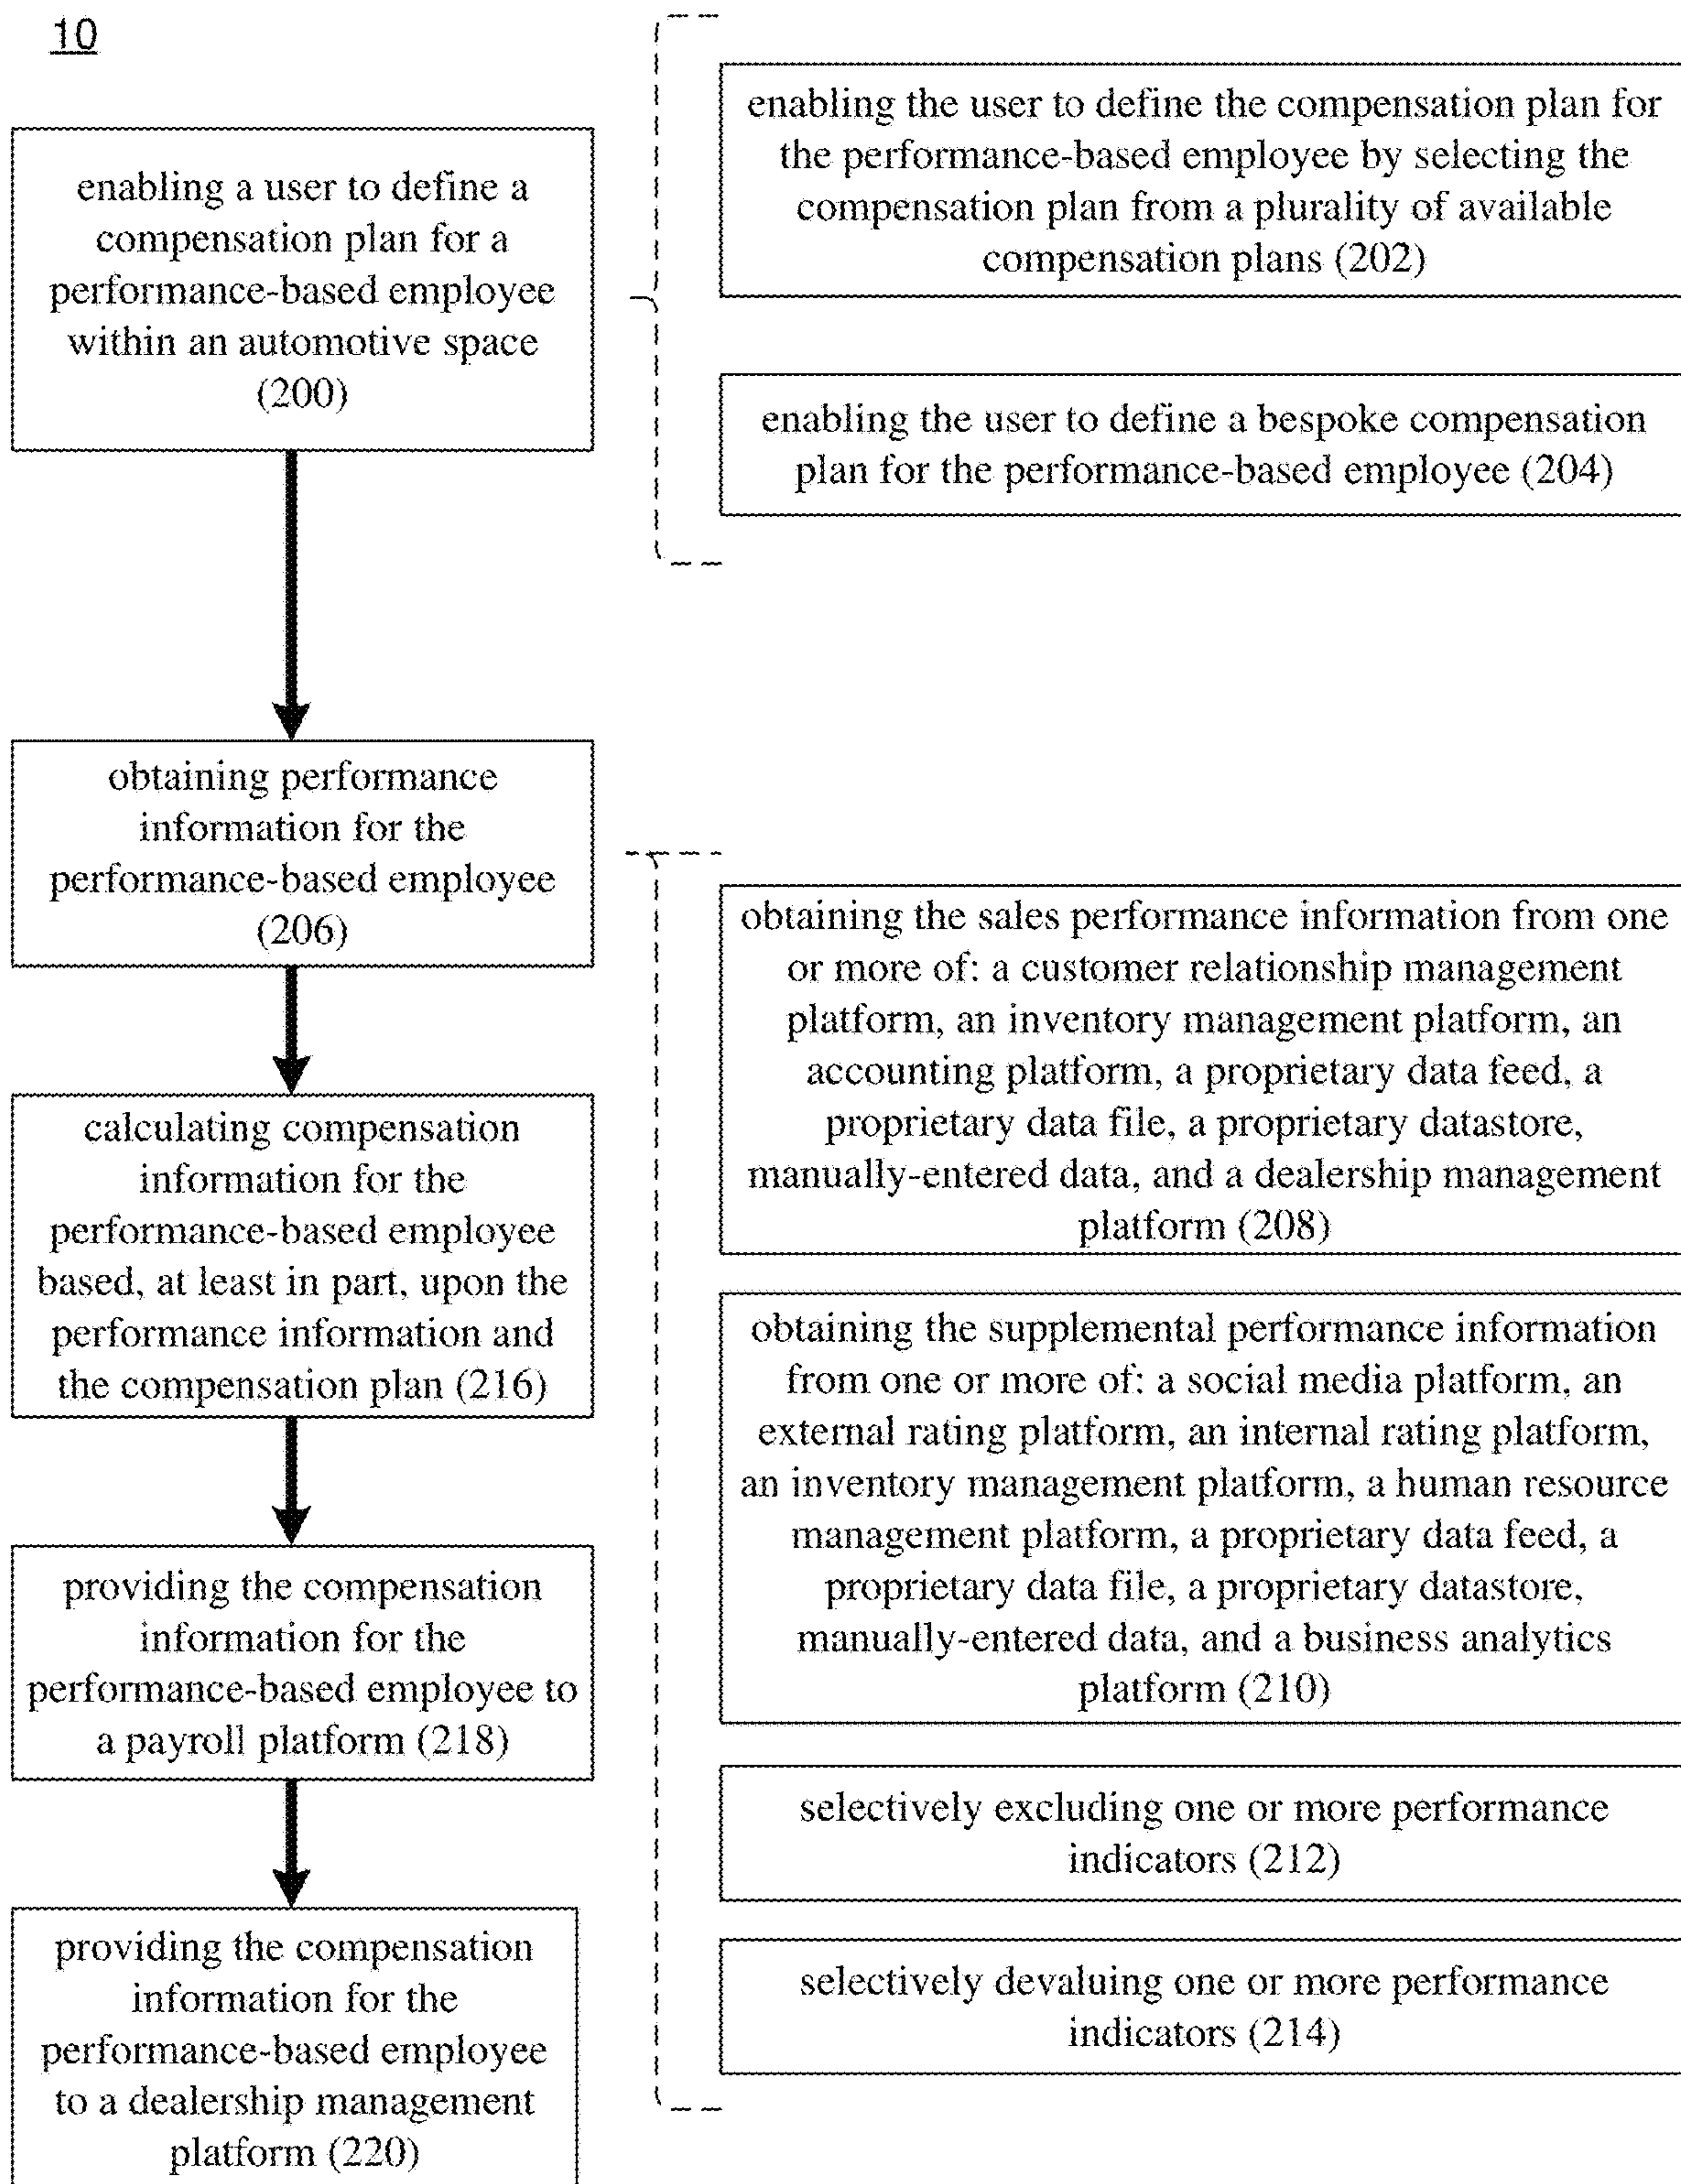 10
enabling a user to define a
compensation plan for a
performance-based employee
within an automotive space
(200)
enabling the user to define the compensation plan for
the performance-based employee by selecting the
compensation plan from a plurality of available
compensation plans (202)
enabling the user to define a bespoke compensation
plan for the performance-based employee (204)
obtaining performance
information for the
performance-based employee
(206)
obtaining the sales performance information from one
or more of: a customer relationship management
platform, an inventory management platform, an
accounting platform, a proprietary data feed, a
proprietary data file, a proprietary datastore,
manually-entered data, and a dealership management
platform (208)
obtaining the supplemental performance information
from one or more of: a social media platform, an
external rating platform, an internal rating platform,
an inventory management platform, a human resource
management platform, a proprietary data feed, a
proprietary data file, a proprietary datastore,
manually-entered data, and a business analytics
platform (210)
selectively excluding one or more performance
indicators (212)
selectively devaluing one or more performance
indicators (214)
calculating compensation
information for the
performance-based employee
based, at least in part, upon the
performance information and
the compensation plan (216)
providing the compensation
information for the
performance-based employee to
a payroll platform (218)
providing the compensation
information for the
performance-based employee
to a dealership management
platform (220)